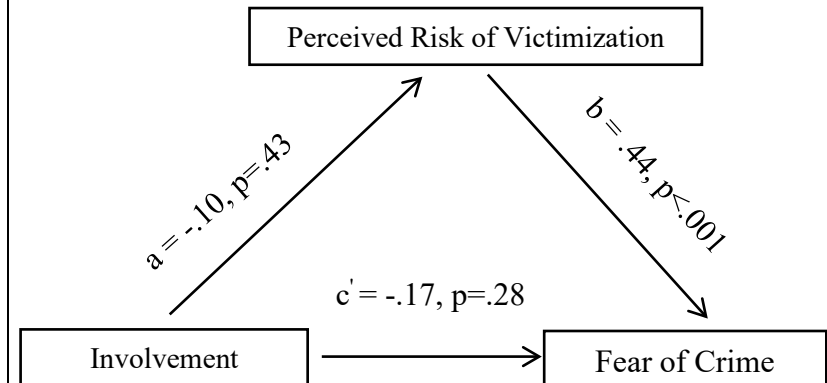 Perceived Risk of Victimization
a = -.10, p=.43
b = .44, p<.001
c' = -.17, p=.28
Involvement
Fear of Crime